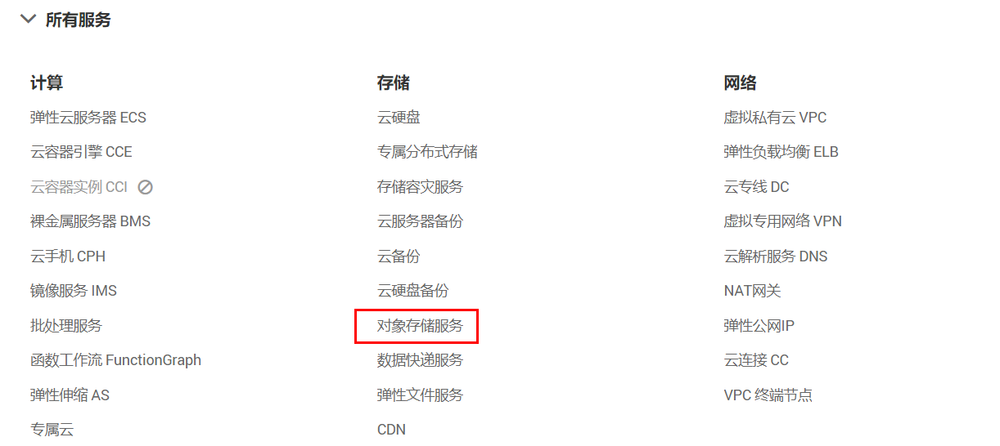 所有服务
计算
弹性云服务器 ECS
云容器引擎 CCE
云容器实例 CCI
裸金属服务器 BMS
云手机 CPH
镜像服务 IMS
批处理服务
函数工作流 FunctionGraph
弹性伸缩 AS
专属云
存储
云硬盘
专属分布式存储
存储容灾服务
云服务器备份
云备份
云硬盘备份
对象存储服务
数据快递服务
弹性文件服务
CDN
网络
虚拟私有云 VPC
弹性负载均衡 ELB
云专线 DC
虚拟专用网络 VPN
云解析服务 DNS
NAT网关
弹性公网IP
云连接 CC
VPC 终端节点